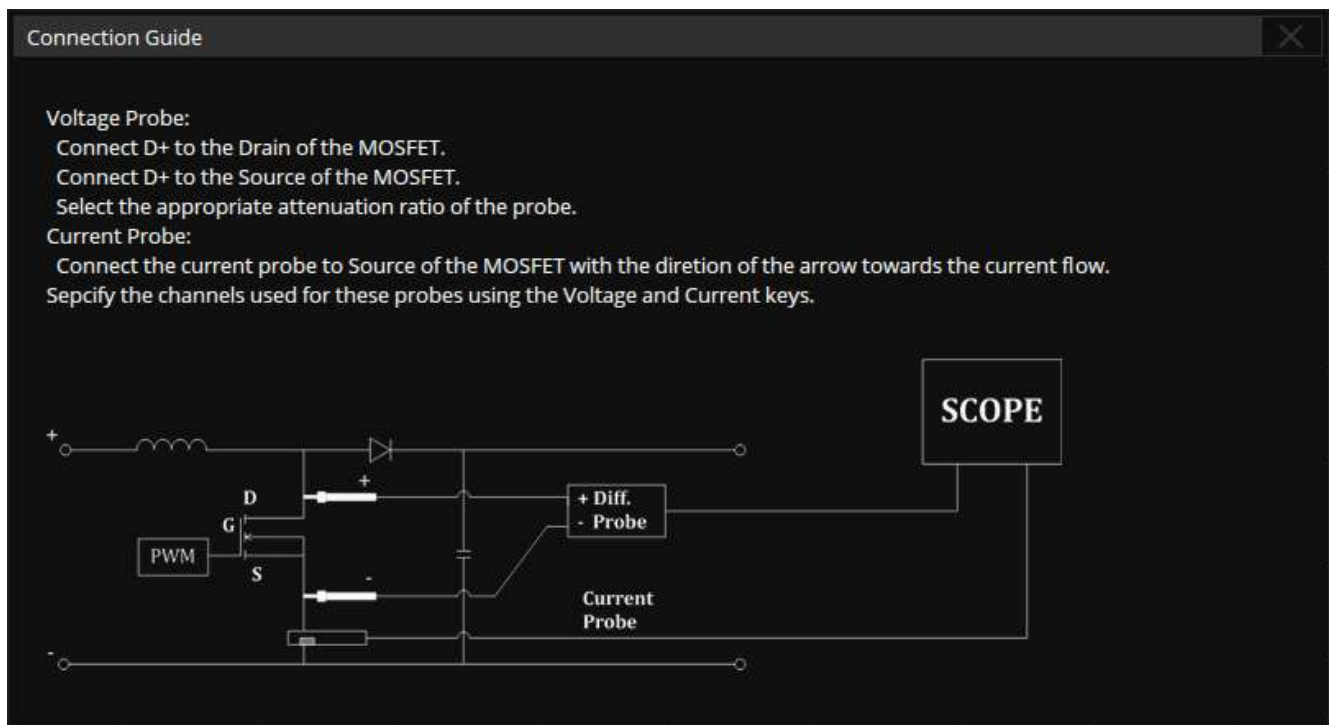 Connection Guide
Voltage Probe:
Connect D+ to the Drain of the MOSFET.
Connect D+ to the Source of the MOSFET.
Select the appropriate attenuation ratio of the probe.
Current Probe:
Connect the current probe to Source of the MOSFET with the diretion of the arrow towards the current flow.
Sepcify the channels used for these probes using the Voltage and Current keys.
SCOPE
+
+
D
+ Diff.
G
- Probe
PWM
S
-
Current
Probe
-